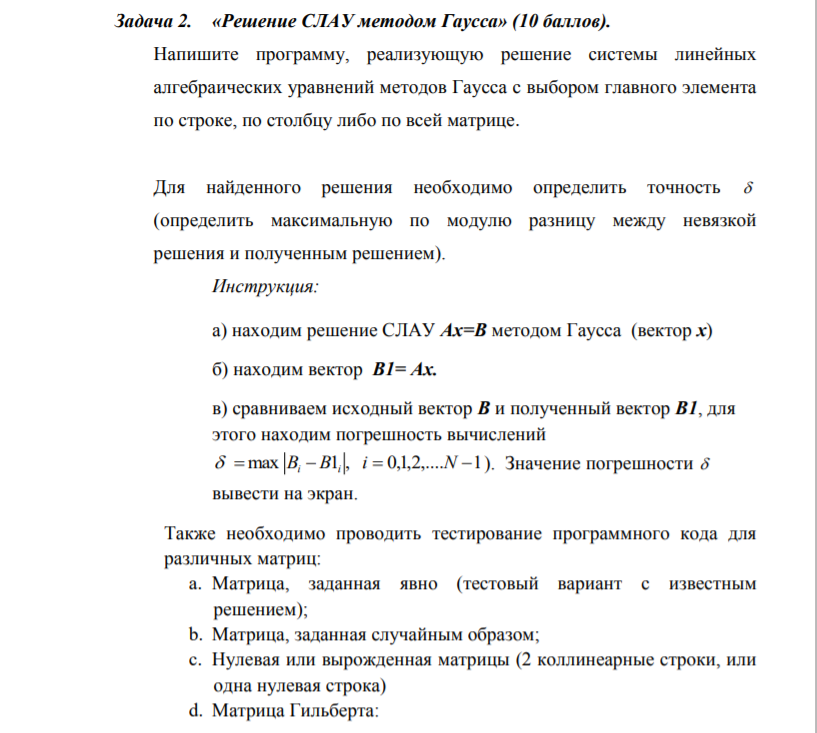 Задача 2. «Решение СЛАУ методом Гаусса» (10 баллов).
Напишите программу, реализующую решение системы линейных
алгебраических уравнений методов Гаусса с выбором главного элемента
по строке, по столбцу либо по всей матрице.
Для найденного решения необходимо определить точность δ
(определить максимальную по модулю разницу между невязкой
решения и полученным решением).
Инструкция:
а) находим решение СЛАУ Ax=B методом Гаусса (вектор x)
б) находим вектор B1= Ax.
в) сравниваем исходный вектор B и полученный вектор B1, для
этого находим погрешность вычислений
δ = max |Bᵢ − B1ᵢ|, i = 0,1,2,....N −1). Значение погрешности δ
вывести на экран.
Также необходимо проводить тестирование программного кода для
различных матриц:
a. Матрица, заданная явно (тестовый вариант с известным
решением);
b. Матрица, заданная случайным образом;
c. Нулевая или вырожденная матрицы (2 коллинеарные строки, или
одна нулевая строка)
d. Матрица Гильберта: